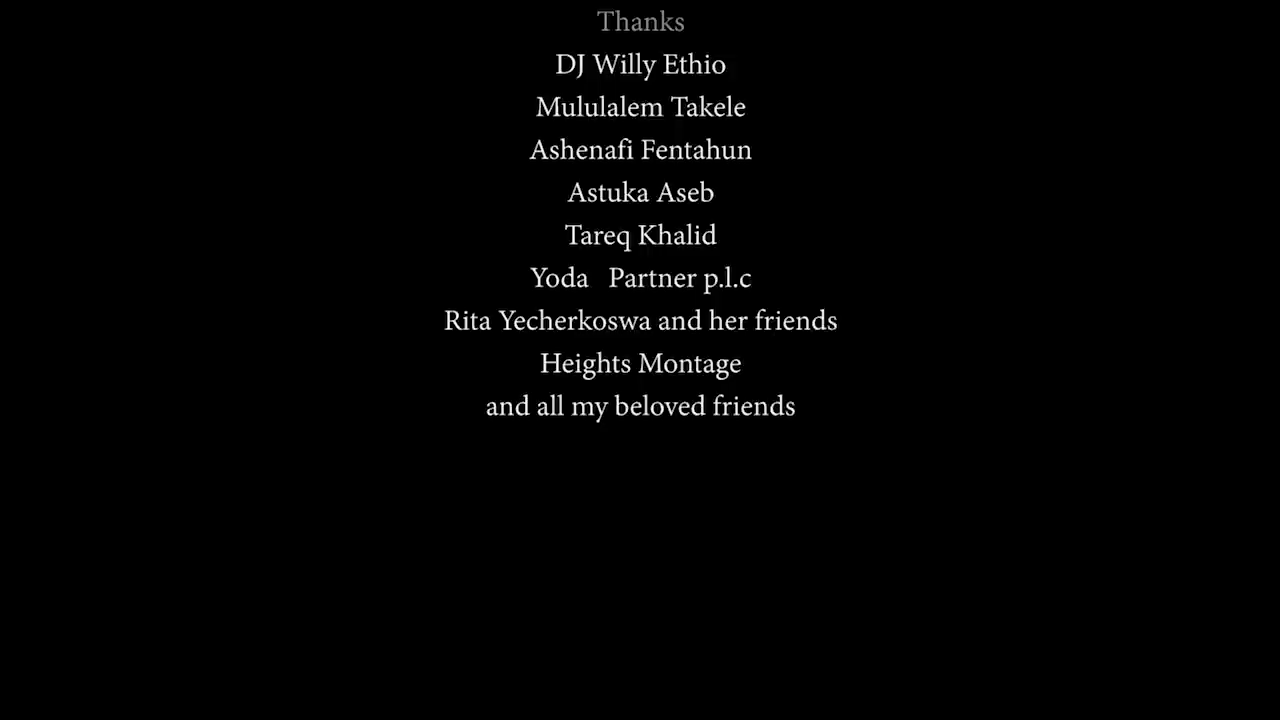 Thanks
DJ Willy Ethio
Mululalem Takele
Ashenafi Fentahun
Astuka Aseb
Tareq Khalid
Yoda   Partner p.l.c
Rita Yecherkoswa and her friends
Heights Montage
and all my beloved friends